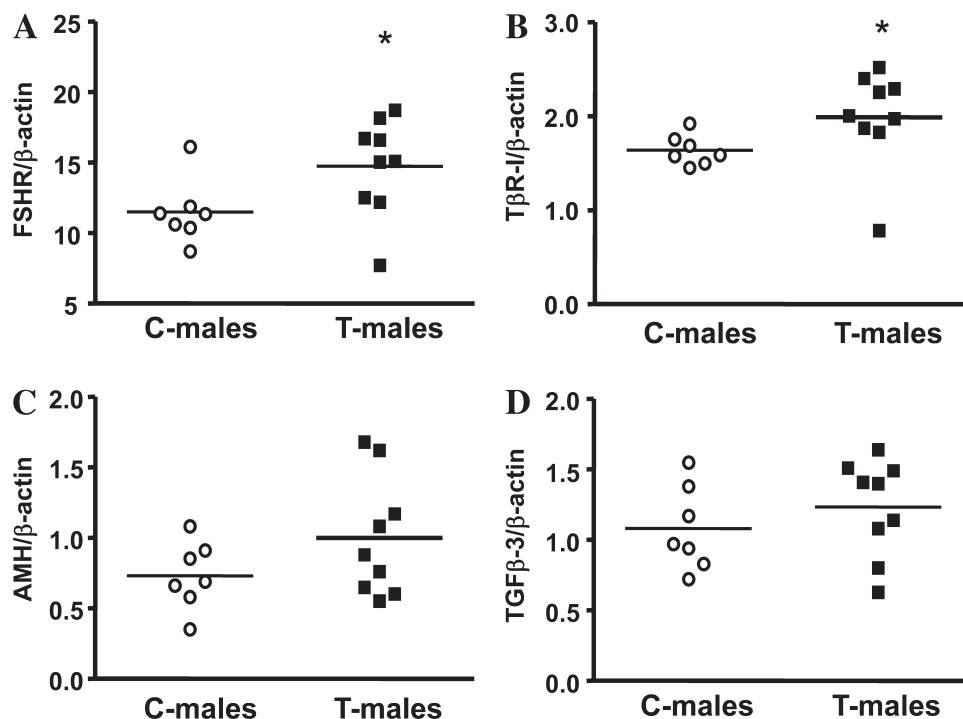 A
FSHR/β-actin
25
20
15
10
5
*
C-males
T-males
B
TβR-I/β-actin
3.0
2.0
1.0
0.0
*
C-males
T-males
C
AMH/β-actin
2.0
1.5
1.0
0.5
0.0
C-males
T-males
D
TGFβ-3/β-actin
2.0
1.5
1.0
0.5
0.0
C-males
T-males